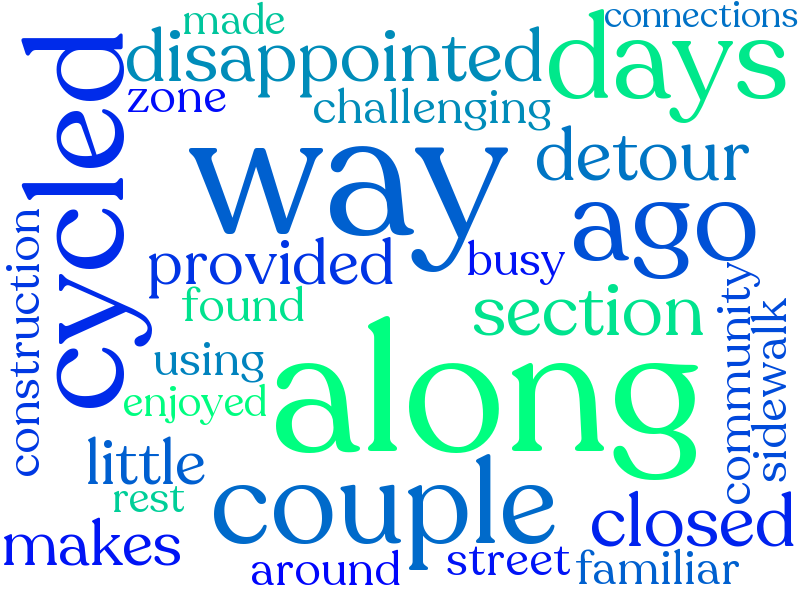 connections
made
disappointed
days
cycled
zone
challenging
way
detour
ago
construction
provided
busy
found
section
community
sidewalk
using
along
enjoyed
little
couple
rest
closed
makes
around
street
familiar